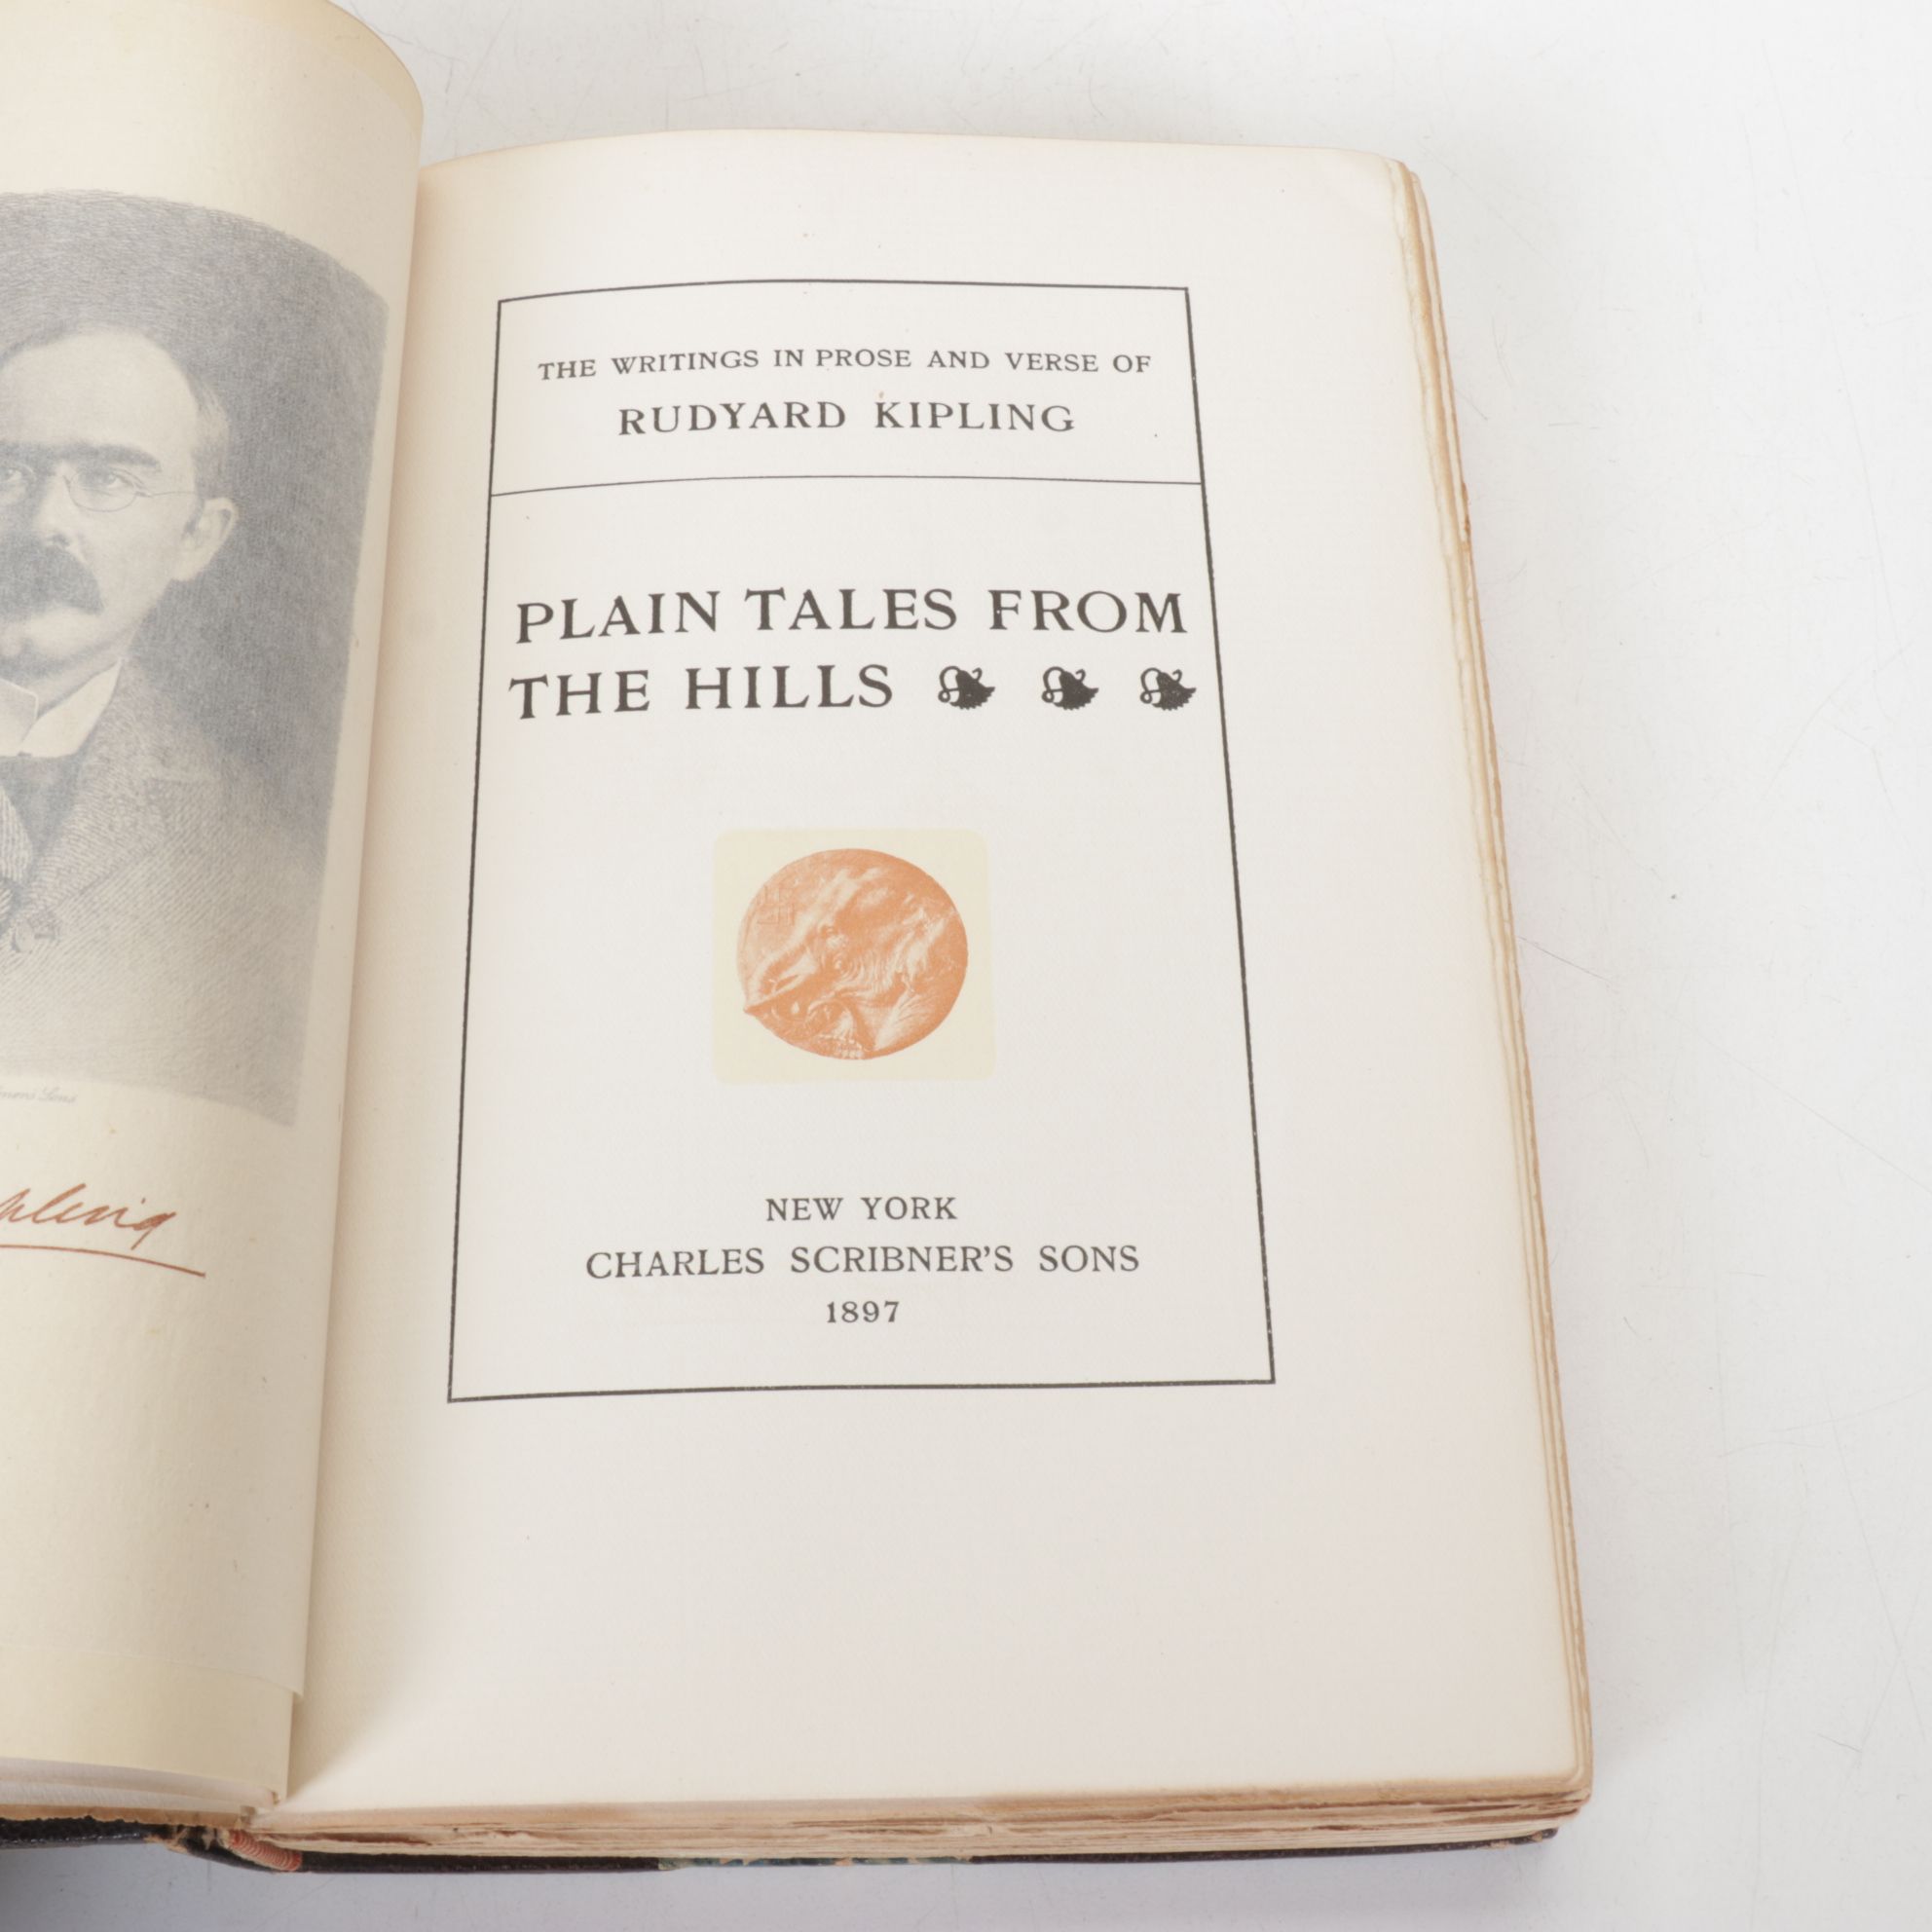 THE WRITINGS IN PROSE AND VERSE OF
RUDYARD KIPLING
PLAIN TALES FROM
THE HILLS
NEW YORK
CHARLES SCRIBNER'S SONS
1897